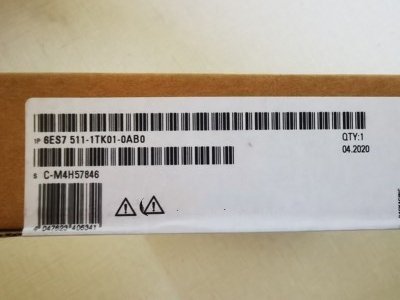 1P 6ES7 511-1TK01-0AB0
QTY:1
04.2020
S C-M4H57846